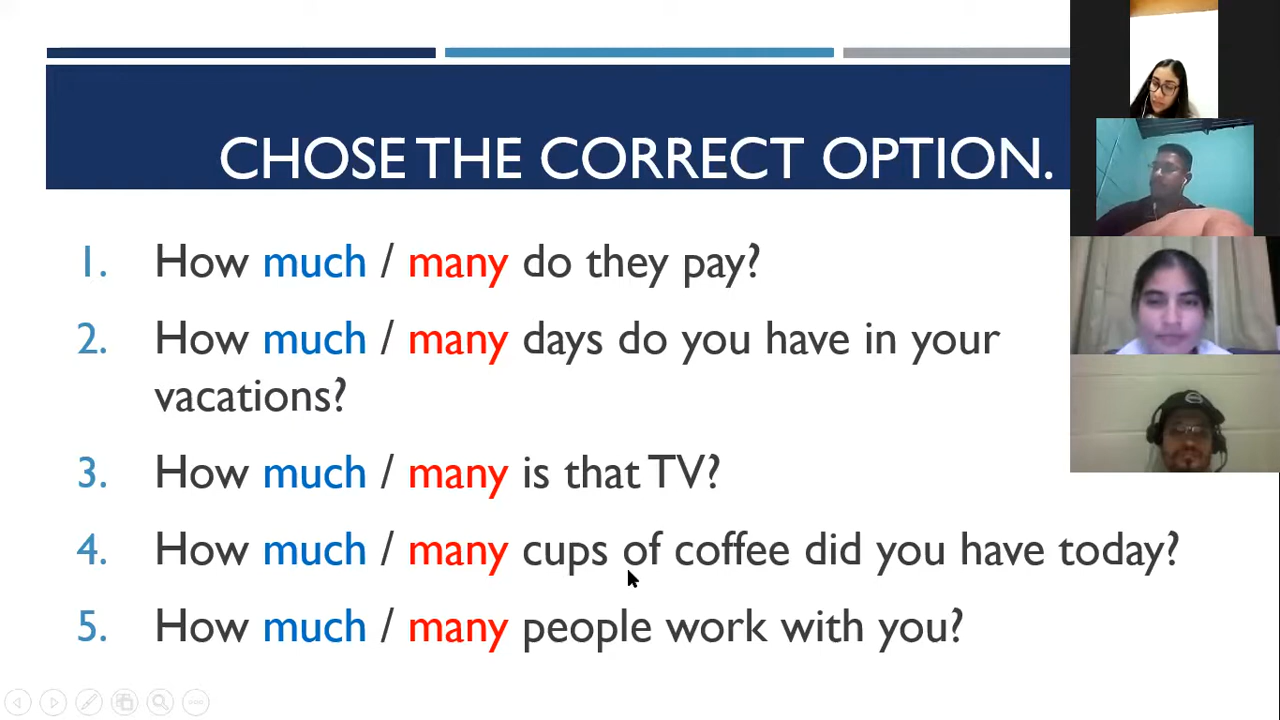 CHOSE THE CORRECT OPTION.
1. How much / many do they pay?
2. How much / many days do you have in your
vacations?
3. How much / many is that TV?
4. How much / many cups of coffee did you have today?
5. How much / many people work with you?